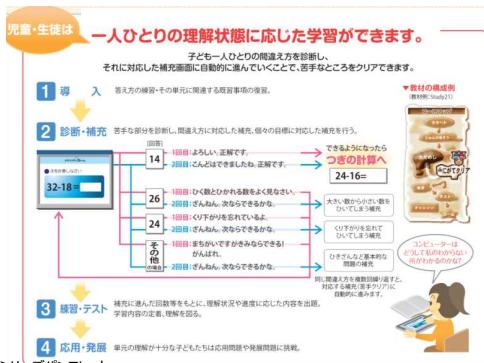 児童・生徒は
一人ひとりの理解状態に応じた学習ができます。
子ども一人ひとりの間違え方を診断し、
それに対応した補充画面に自動的に進んでいくことで、苦手なところをクリアできます。
1 導 入 答え方の練習・その単元に関連する既習事項の復習。
2 診断・補充 苦手な部分を診断し、間違え方に対応した補充、個々の目標に対応した補充を行う。
[回答]
14
1回目:よろしい、正解です。
2回目:こんどはできましたね、正解です。
できるようになったら
つぎの計算へ
24-16=
32-18=
26
1回目:ひく数とひかれる数をよく見なさい。
2回目:ざんねん、次ならできるかな。
大きい数から小さい数を
ひいてしまう補充
24
1回目:くり下がりを忘れているよ。
2回目:ざんねん、次ならできるかな。
くり下がりを忘れて
ひいてしまう補充
その他
の場合
1回目:まちがいですがきみならできる!
がんばれ。
2回目:ざんねん、次ならできるかな。
ひきざんなど基本的な
問題の補充
同じ間違え方を複数回繰り返すと、
対応する補充(苦手クリア)に
自動的に進みます。
3 練習・テスト 補充に進んだ回数等をもとに、理解状況や進度に応じた内容を出題。
学習内容の定着、理解を図る。
4 応用・発展 単元の理解が十分な子どもたちは応用問題や発展問題に挑戦。
▼教材の構成例
(教材例:Study21)
スタート
コンピューターは
どうして私のわからない
所がわかるのかな?